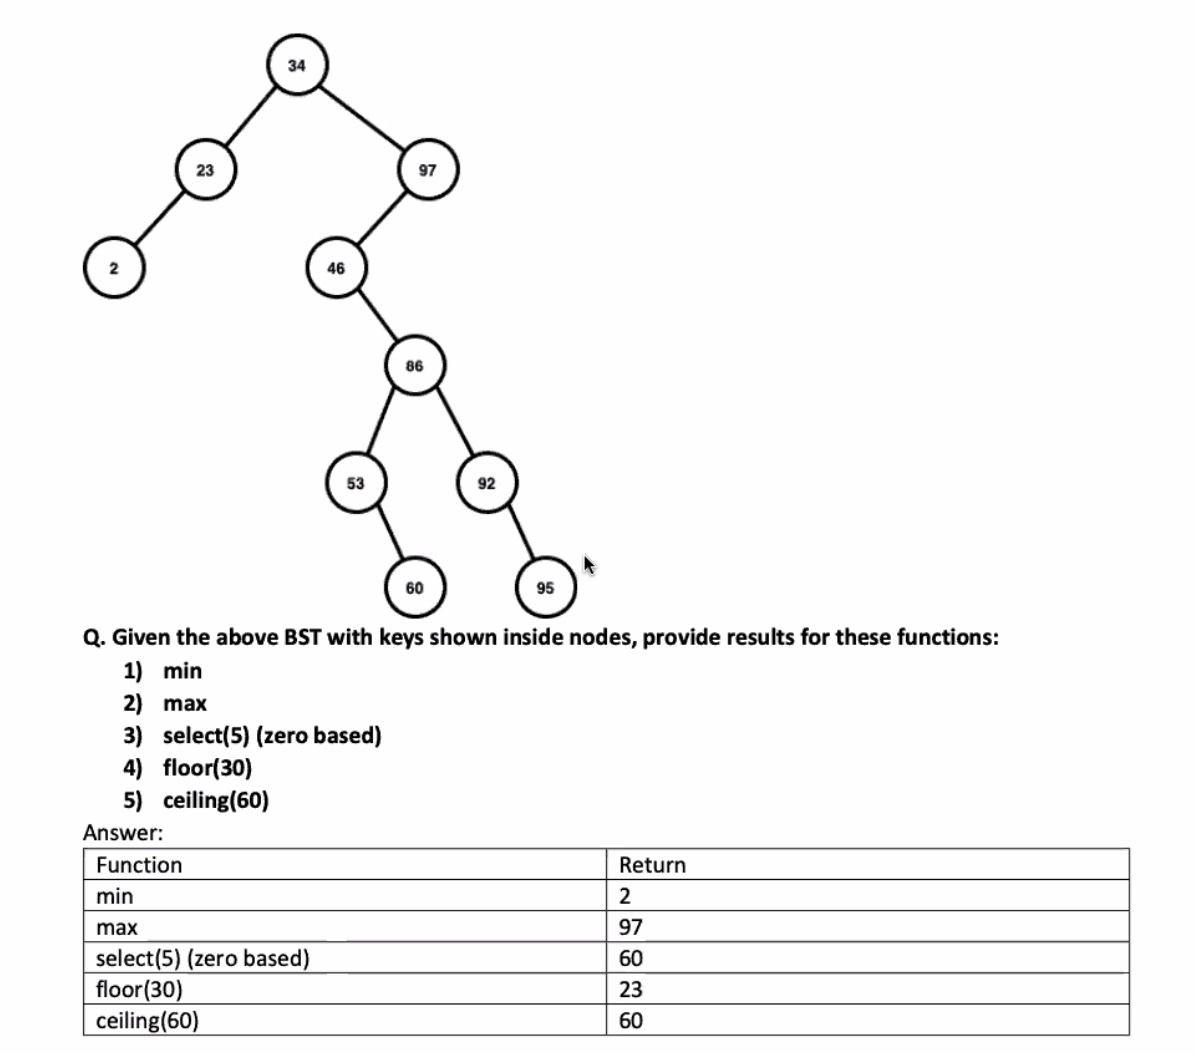 34
23
97
2
46
86
53
92
60
95
Q. Given the above BST with keys shown inside nodes, provide results for these functions:
1) min
2) max
3) select(5) (zero based)
4) floor(30)
5) ceiling(60)
Answer:
Function Return
min 2
max 97
select(5) (zero based) 60
floor(30) 23
ceiling(60) 60